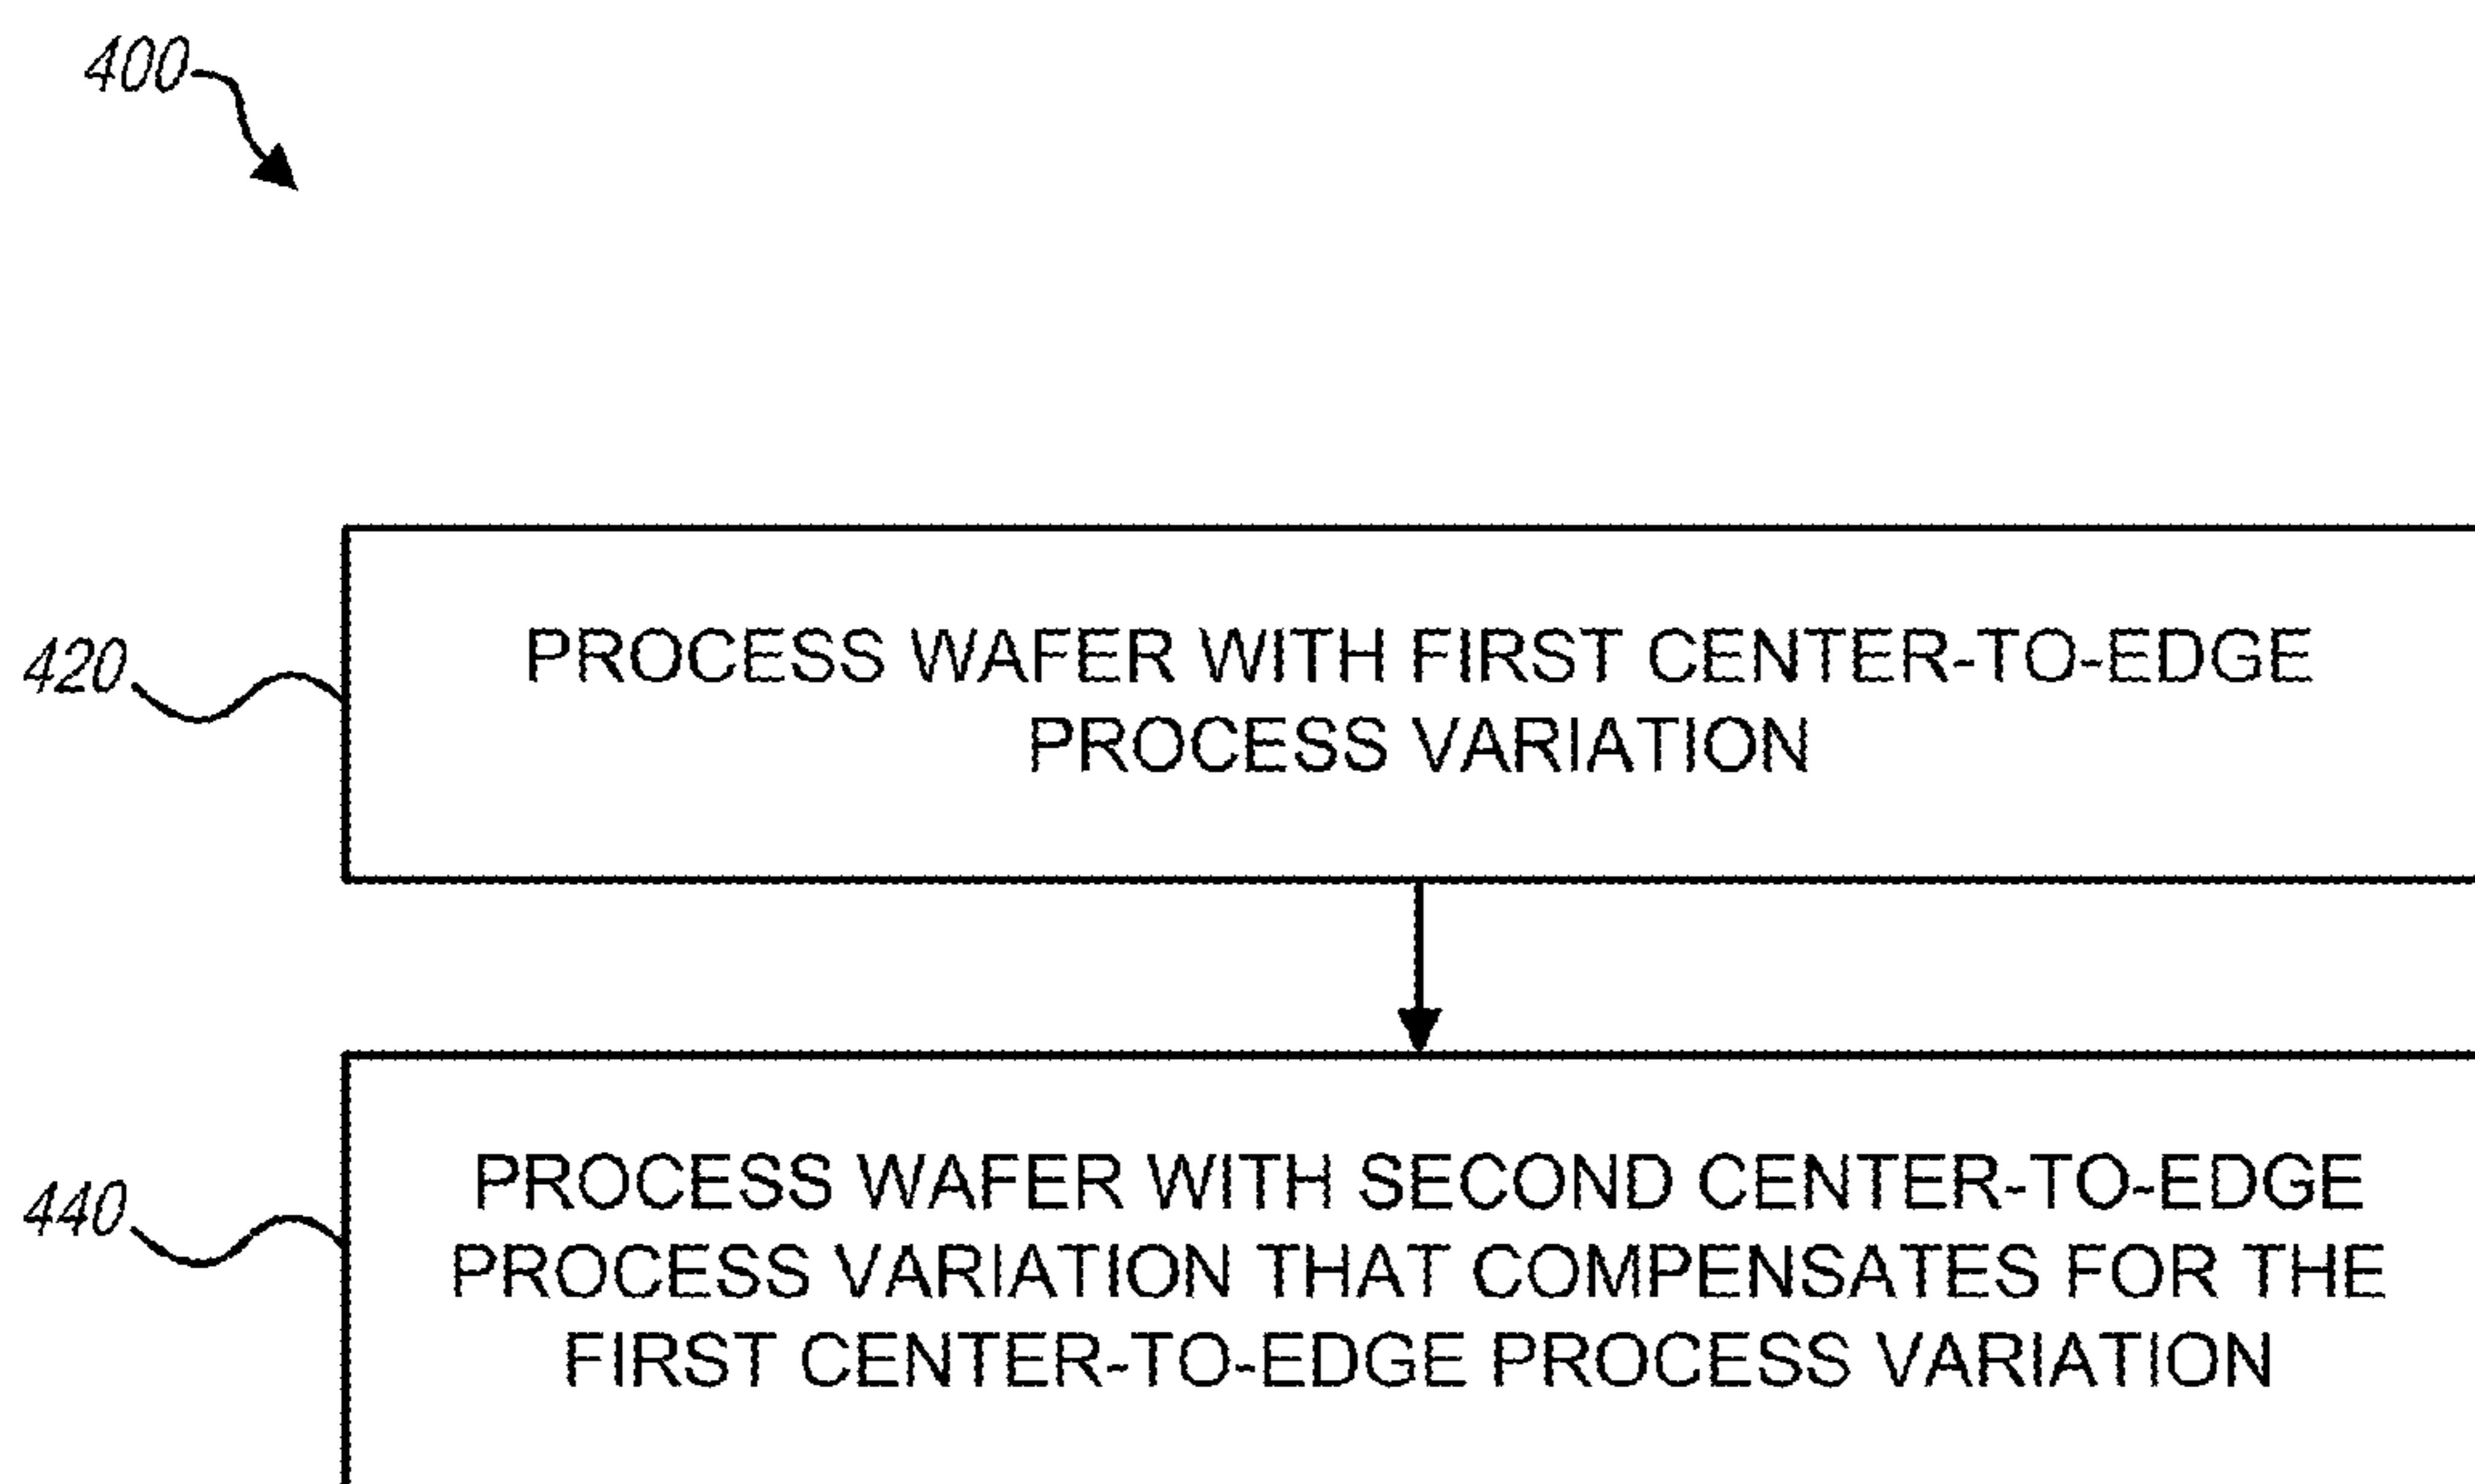 400
420
PROCESS WAFER WITH FIRST CENTER-TO-EDGE
PROCESS VARIATION
440
PROCESS WAFER WITH SECOND CENTER-TO-EDGE
PROCESS VARIATION THAT COMPENSATES FOR THE
FIRST CENTER-TO-EDGE PROCESS VARIATION